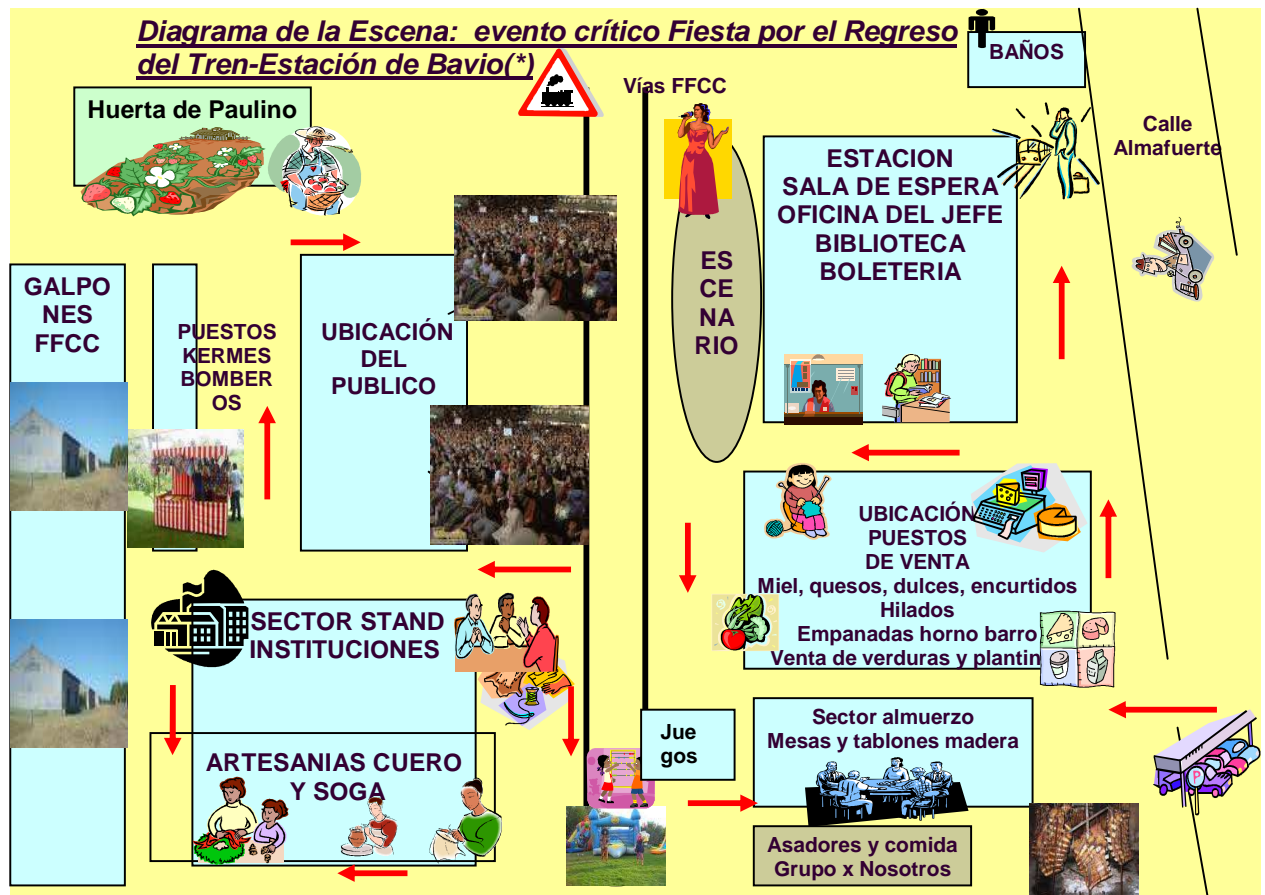 Diagrama de la Escena: evento crítico Fiesta por el Regreso
del Tren-Estación de Bavio(*)
BAÑOS
Vías FFCC
Huerta de Paulino
Calle
Almafuerte
ESTACION
SALA DE ESPERA
OFICINA DEL JEFE
BIBLIOTECA
BOLETERIA
ES
CE
NA
RIO
GALPO
NES
FFCC
PUESTOS
KERMES
BOMBER
OS
UBICACIÓN
DEL
PUBLICO
UBICACIÓN
PUESTOS
DE VENTA
Miel, quesos, dulces, encurtidos
Hilados
Empanadas horno barro
Venta de verduras y plantin
SECTOR STAND
INSTITUCIONES
ARTESANIAS CUERO
Y SOGA
Jue
gos
Sector almuerzo
Mesas y tablones madera
P
Asadores y comida
Grupo x Nosotros